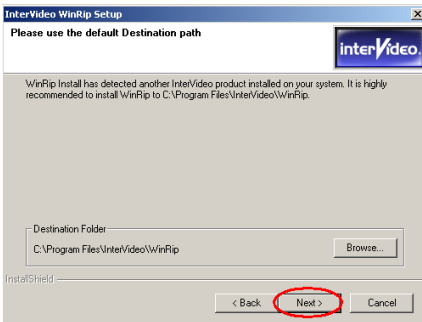 InterVideo WinRip Setup
Please use the default Destination path
InterVideo.
WinRip Install has detected another InterVideo product installed on your system. It is highly
recommended to install WinRip to C:\Program Files\InterVideo\WinRip.
Destination Folder
C:\Program Files\InterVideo\WinRip
Browse...
InstallShield
< Back
Next >
Cancel